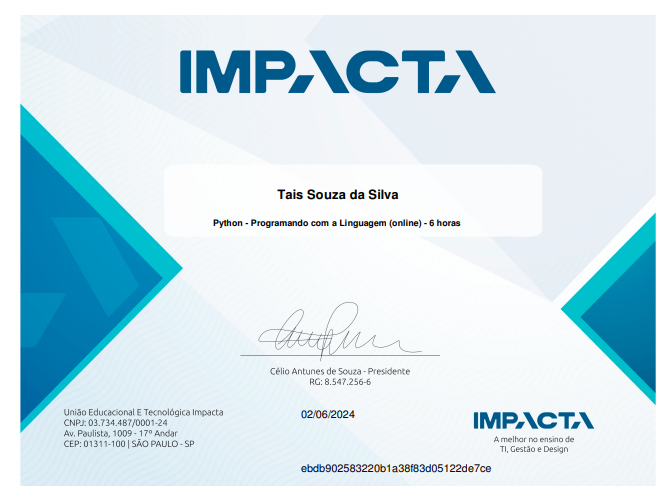 IMPACTA
Tais Souza da Silva
Python - Programando com a Linguagem (online) - 6 horas
Célio Antunes de Souza - Presidente
RG: 8.547.256-6
União Educacional E Tecnológica Impacta
CNPJ: 03.734.487/0001-24
Av. Paulista, 1009 - 17º Andar
CEP: 01311-100 | SÃO PAULO - SP
02/06/2024
IMPACTA
A melhor no ensino de
TI, Gestão e Design
ebdb902583220b1a38f83d05122de7ce